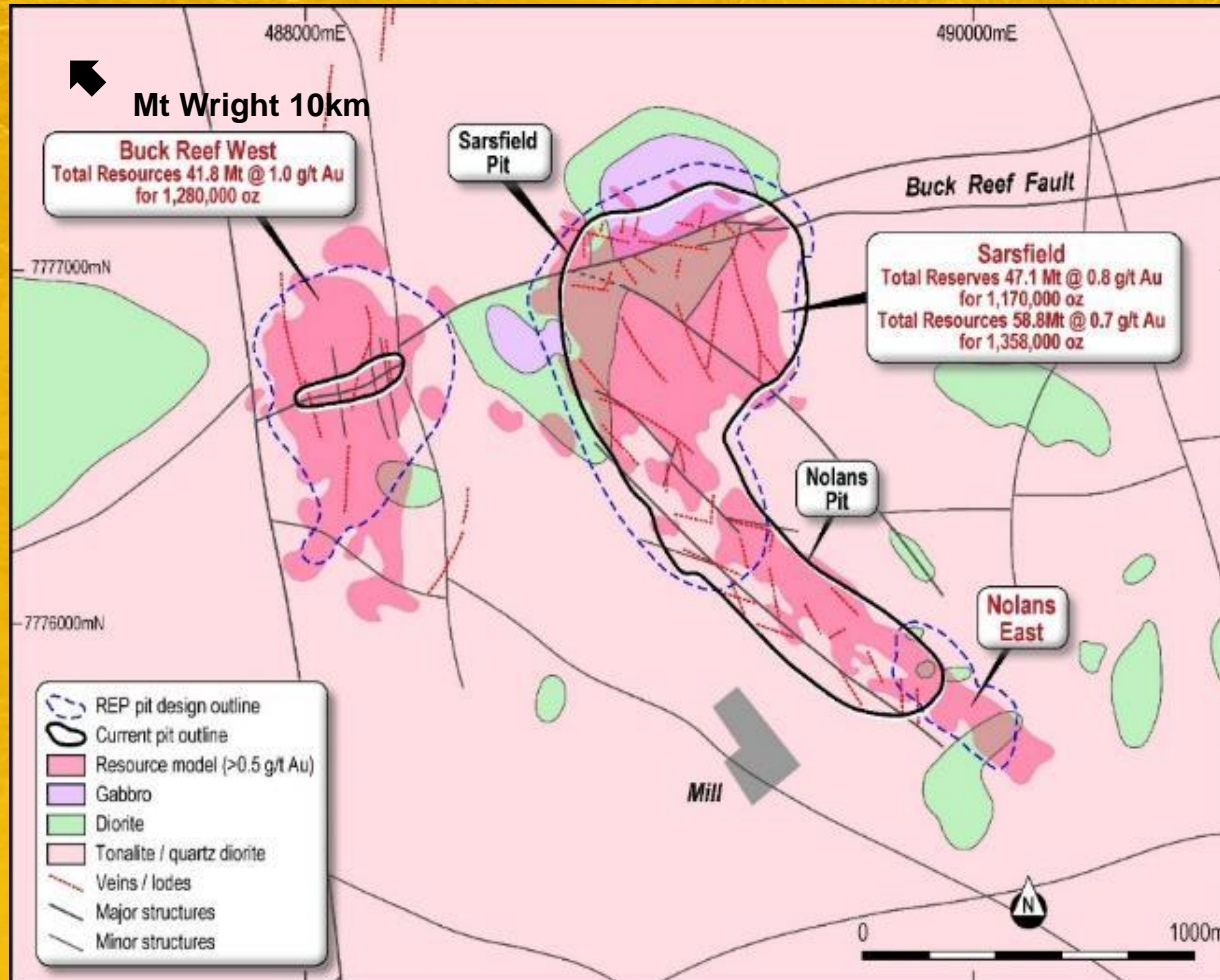 488000mE
490000mE
Mt Wright 10km
Buck Reef West
Total Resources 41.8 Mt @ 1.0 g/t Au
for 1,280,000 oz
Sarsfield
Pit
Buck Reef Fault
Sarsfield
Total Reserves 47.1 Mt @ 0.8 g/t Au
for 1,170,000 oz
Total Resources 58.8Mt @ 0.7 g/t Au
for 1,358,000 oz
7777000mN
Nolans
Pit
Nolans
East
7776000mN
REP pit design outline
Current pit outline
Resource model (>0.5 g/t Au)
Gabbro
Diorite
Tonalite / quartz diorite
Veins / lodes
Major structures
Minor structures
Mill
N
0
1000m